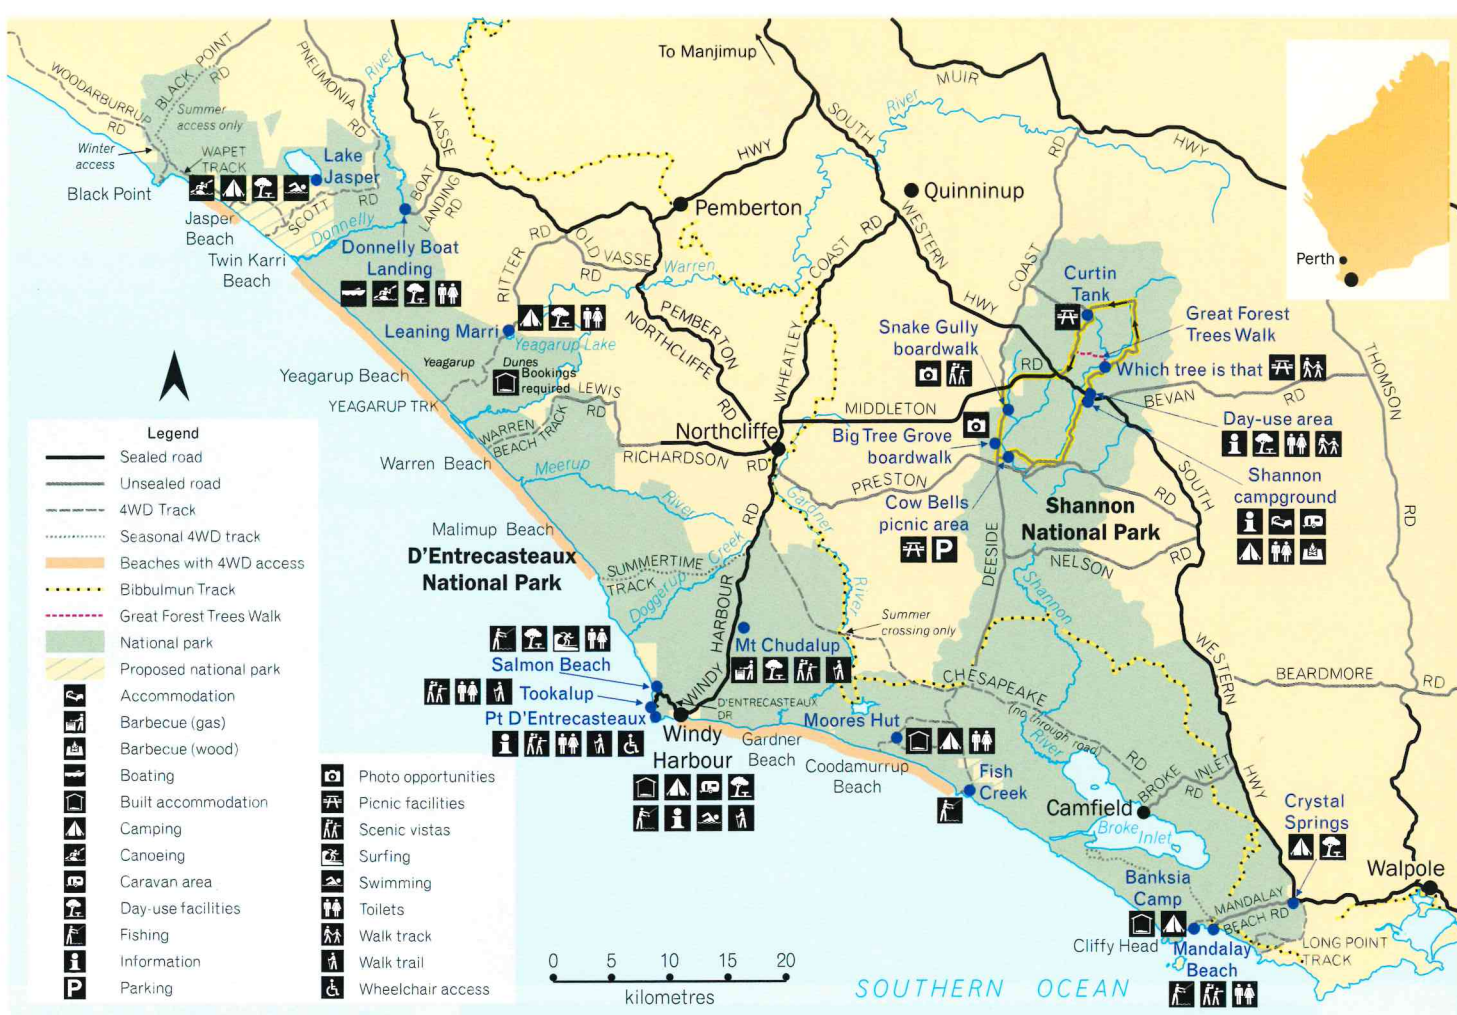 To Manjimup
MUIR
HWY
WOODARBURRUP
RD
BLACK POINT
RD
PNEUMONIA
RD
River
VASSE
HWY
SOUTH
River
Summer
access only
Winter
access
WAPET
TRACK
Black Point
Lake
Jasper
SCOTT
RD
Donnelly
BOAT
LANDING
RD
Jasper
Beach
Twin Karri
Beach
Donnelly Boat
Landing
Pemberton
Quinninup
WESTERN
HWY
COAST
RD
Perth
RITTER
RD
OLD VASSE
RD
Warren
COAST
RD
WHEATLEY
Leaning Marri
Yeagarup Lake
Yeagarup
Dunes
Bookings
required
PEMBERTON
NORTHCLIFFE
RD
Curtin
Tank
Great Forest
Trees Walk
Snake Gully
boardwalk
RD
Which tree is that
THOMSON
RD
Yeagarup Beach
YEAGARUP TRK
LEWIS
RD
WARREN
BEACH TRACK
MIDDLETON
BEVAN
RD
Day-use area
Northcliffe
Big Tree Grove
boardwalk
Warren Beach
Meerup
River
RICHARDSON
RD
PRESTON
RD
SOUTH
Shannon
campground
Cow Bells
picnic area
Shannon
National Park
Gardner
River
Malimup Beach
D'Entrecasteaux
National Park
SUMMERTIME
TRACK
Doggerup Creek
WINDY HARBOUR
RD
DEESIDE
NELSON
RD
Shannon
River
Summer
crossing only
WESTERN
HWY
BEARDMORE
RD
Mt Chudalup
Salmon Beach
Tookalup
Pt D'Entrecasteaux
D'ENTRECASTEAUX
DR
CHESAPEAKE
RD
(no through road)
Windy
Harbour
Gardner
Beach
Moores Hut
Coodamurrup
Beach
Fish
Creek
BROKE
INLET
RD
Camfield
Broke Inlet
Crystal
Springs
Walpole
Banksia
Camp
MANDALAY
BEACH RD
Cliffy Head
Mandalay
Beach
LONG POINT
TRACK
SOUTHERN OCEAN
0 5 10 15 20
kilometres
Legend
Sealed road
Unsealed road
4WD Track
Seasonal 4WD track
Beaches with 4WD access
Bibbulmun Track
Great Forest Trees Walk
National park
Proposed national park
Accommodation
Barbecue (gas)
Barbecue (wood)
Boating
Built accommodation
Camping
Canoeing
Caravan area
Day-use facilities
Fishing
Information
P Parking
Photo opportunities
Picnic facilities
Scenic vistas
Surfing
Swimming
Toilets
Walk track
Walk trail
Wheelchair access